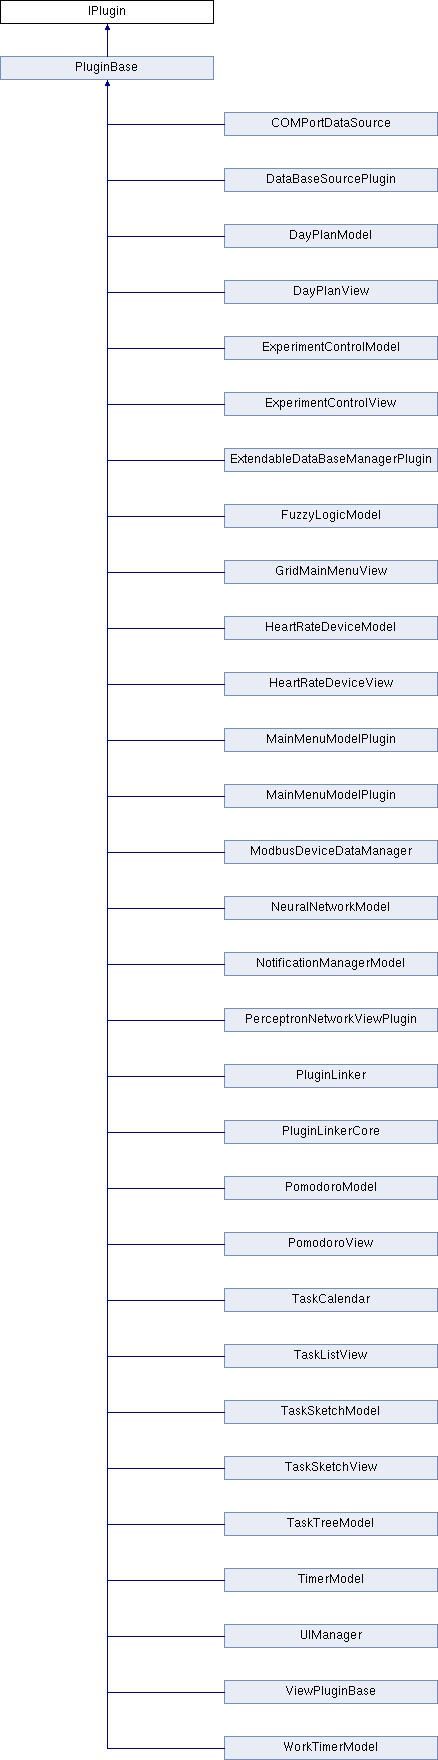 IPlugin
PluginBase
COMPortDataSource
DataBaseSourcePlugin
DayPlanModel
DayPlanView
ExperimentControlModel
ExperimentControlView
ExtendableDataBaseManagerPlugin
FuzzyLogicModel
GridMainMenuView
HeartRateDeviceModel
HeartRateDeviceView
MainMenuModelPlugin
MainMenuModelPlugin
ModbusDeviceDataManager
NeuralNetworkModel
NotificationManagerModel
PerceptronNetworkViewPlugin
PluginLinker
PluginLinkerCore
PomodoroModel
PomodoroView
TaskCalendar
TaskListView
TaskSketchModel
TaskSketchView
TaskTreeModel
TimerModel
UIManager
ViewPluginBase
WorkTimerModel